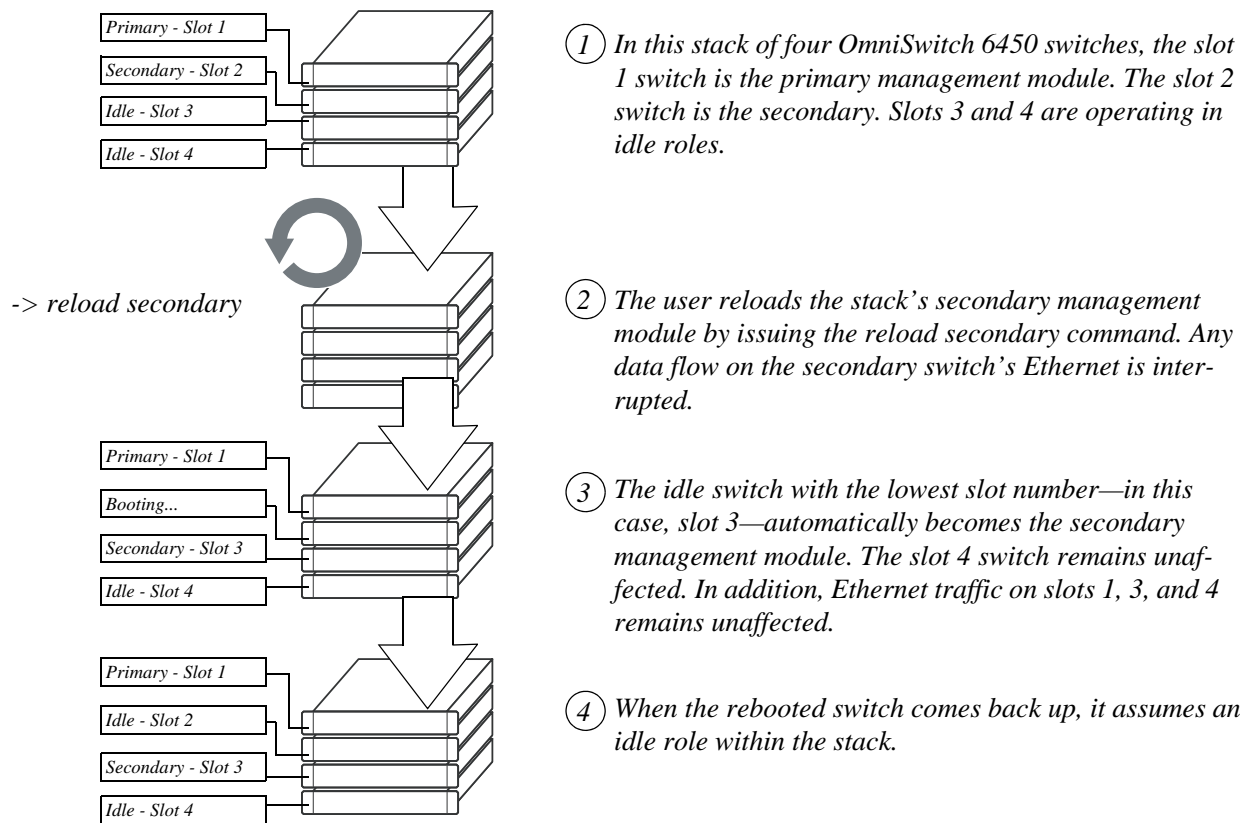 Primary - Slot 1
Secondary - Slot 2
Idle - Slot 3
Idle - Slot 4
1 In this stack of four OmniSwitch 6450 switches, the slot
1 switch is the primary management module. The slot 2
switch is the secondary. Slots 3 and 4 are operating in
idle roles.
-> reload secondary
2 The user reloads the stack’s secondary management
module by issuing the reload secondary command. Any
data flow on the secondary switch’s Ethernet is inter-
rupted.
Primary - Slot 1
Booting...
Secondary - Slot 3
Idle - Slot 4
3 The idle switch with the lowest slot number—in this
case, slot 3—automatically becomes the secondary
management module. The slot 4 switch remains unaf-
fected. In addition, Ethernet traffic on slots 1, 3, and 4
remains unaffected.
Primary - Slot 1
Idle - Slot 2
Secondary - Slot 3
Idle - Slot 4
4 When the rebooted switch comes back up, it assumes an
idle role within the stack.